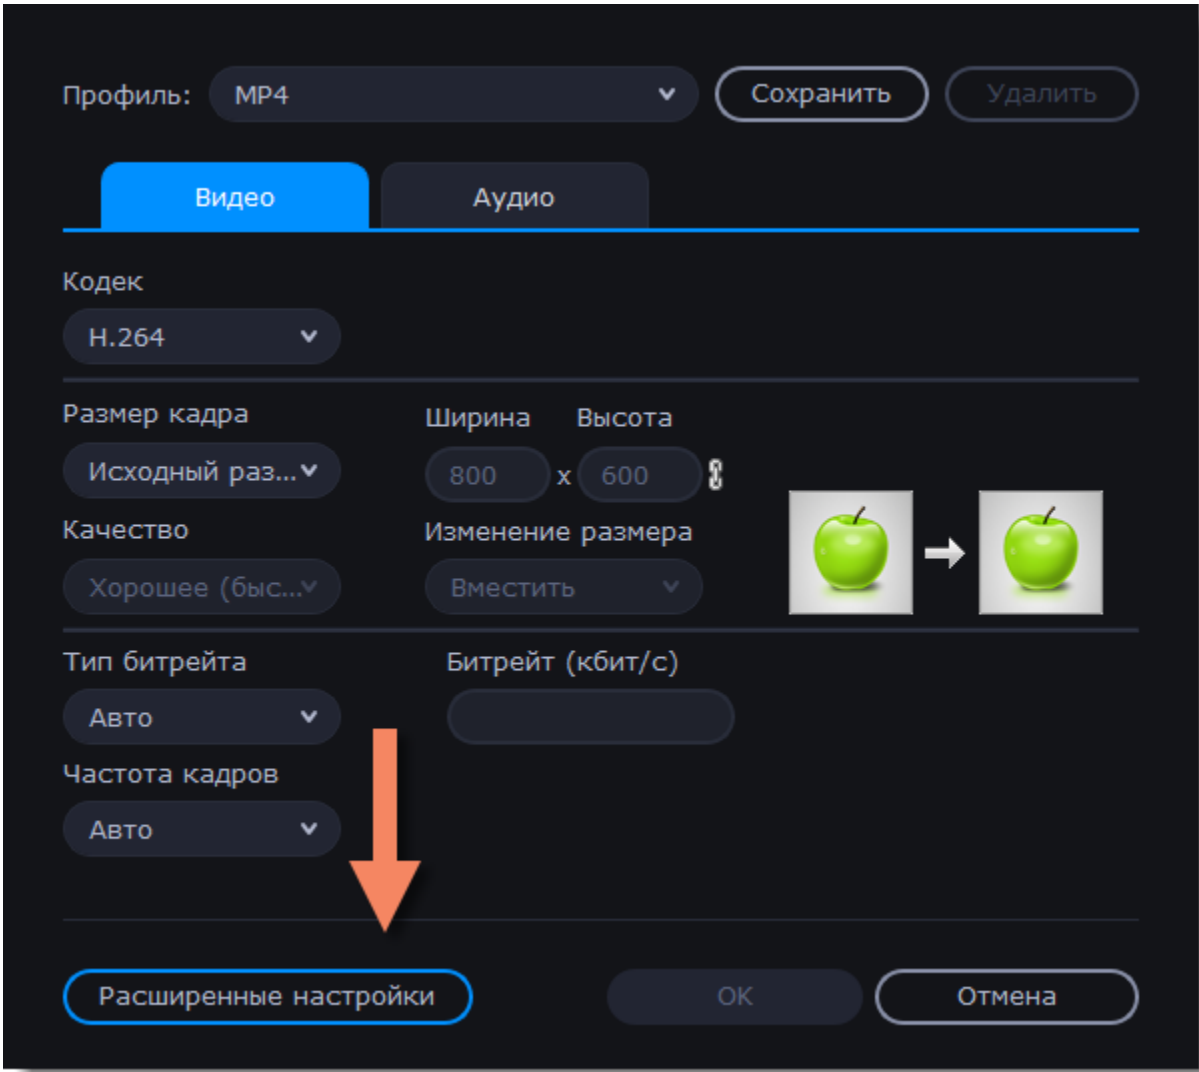 Профиль: MP4 Сохранить Удалить
Видео Аудио
Кодек
H.264
Размер кадра Ширина Высота
Исходный раз... 800 x 600
Качество Изменение размера
Хорошее (быс... Вместить
Тип битрейта Битрейт (кбит/с)
Авто
Частота кадров
Авто
Расширенные настройки OK Отмена